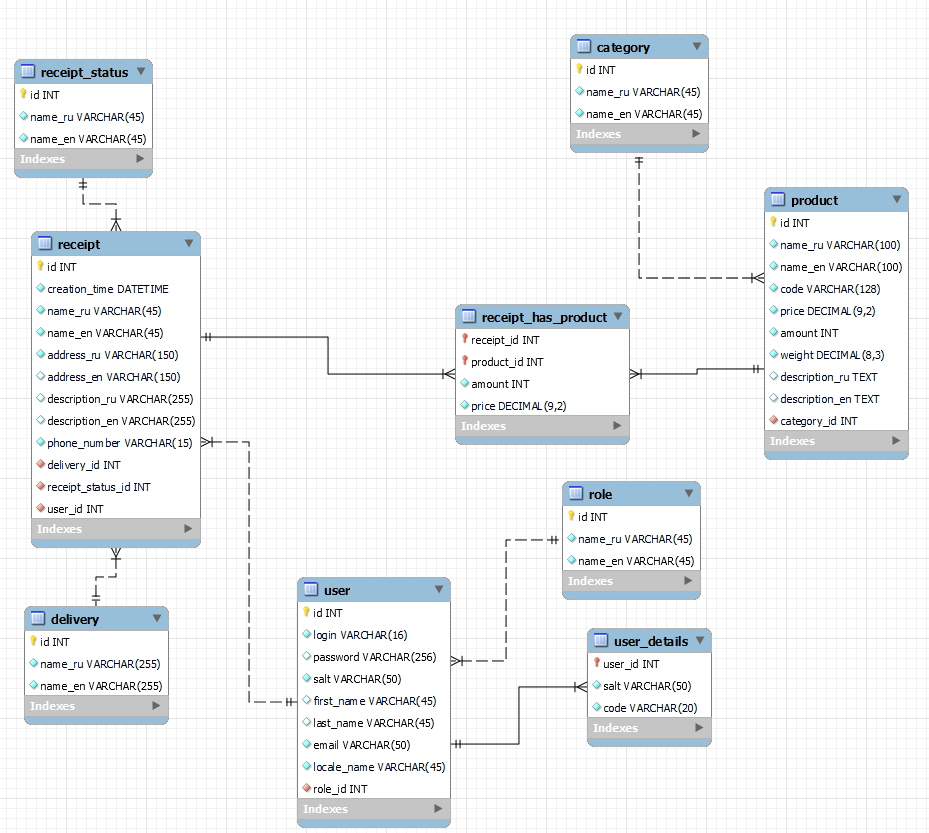 receipt_status
id INT
name_ru VARCHAR(45)
name_en VARCHAR(45)
Indexes
category
id INT
name_ru VARCHAR(45)
name_en VARCHAR(45)
Indexes
receipt
id INT
creation_time DATETIME
name_ru VARCHAR(45)
name_en VARCHAR(45)
address_ru VARCHAR(150)
address_en VARCHAR(150)
description_ru VARCHAR(255)
description_en VARCHAR(255)
phone_number VARCHAR(15)
delivery_id INT
receipt_status_id INT
user_id INT
Indexes
receipt_has_product
receipt_id INT
product_id INT
amount INT
price DECIMAL(9,2)
Indexes
product
id INT
name_ru VARCHAR(100)
name_en VARCHAR(100)
code VARCHAR(128)
price DECIMAL(9,2)
amount INT
weight DECIMAL(8,3)
description_ru TEXT
description_en TEXT
category_id INT
Indexes
delivery
id INT
name_ru VARCHAR(255)
name_en VARCHAR(255)
Indexes
user
id INT
login VARCHAR(16)
password VARCHAR(256)
salt VARCHAR(50)
first_name VARCHAR(45)
last_name VARCHAR(45)
email VARCHAR(50)
locale_name VARCHAR(45)
role_id INT
Indexes
role
id INT
name_ru VARCHAR(45)
name_en VARCHAR(45)
Indexes
user_details
user_id INT
salt VARCHAR(50)
code VARCHAR(20)
Indexes